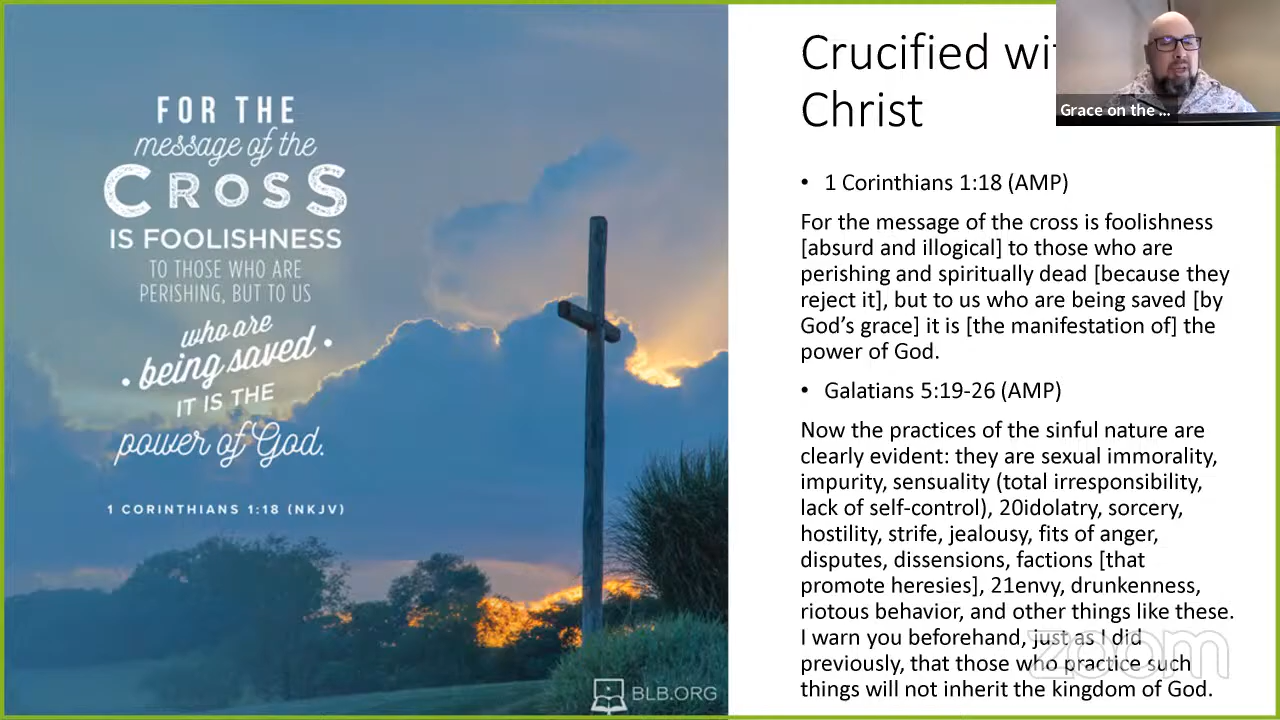 FOR THE
message of the
CROSS
IS FOOLISHNESS
TO THOSE WHO ARE
PERISHING, BUT TO US
who are
• being saved •
IT IS THE
power of God.
1 CORINTHIANS 1:18 (NKJV)
BLB.ORG
Crucified wi
Christ
Grace on the ...
• 1 Corinthians 1:18 (AMP)
For the message of the cross is foolishness
[absurd and illogical] to those who are
perishing and spiritually dead [because they
reject it], but to us who are being saved [by
God’s grace] it is [the manifestation of] the
power of God.
• Galatians 5:19-26 (AMP)
Now the practices of the sinful nature are
clearly evident: they are sexual immorality,
impurity, sensuality (total irresponsibility,
lack of self-control), 20idolatry, sorcery,
hostility, strife, jealousy, fits of anger,
disputes, dissensions, factions [that
promote heresies], 21envy, drunkenness,
riotous behavior, and other things like these.
I warn you beforehand, just as I did
previously, that those who practice such
things will not inherit the kingdom of God.
zoom